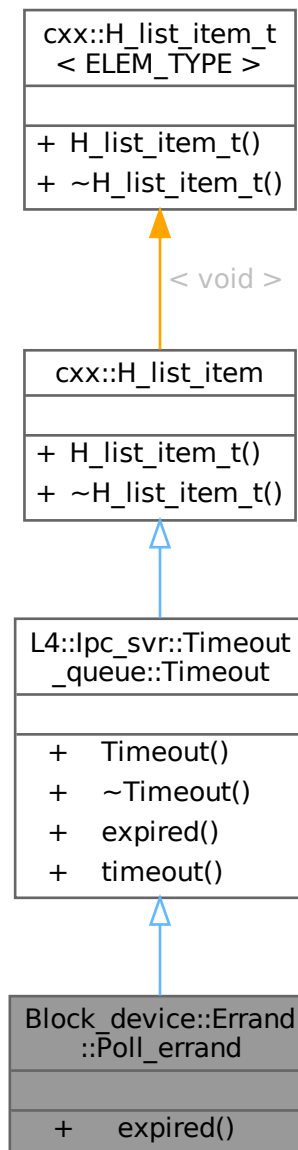 cxx::H_list_item_t
< ELEM_TYPE >
+ H_list_item_t()
+ ~H_list_item_t()
< void >
cxx::H_list_item
+ H_list_item_t()
+ ~H_list_item_t()
L4::Ipc_svr::Timeout
_queue::Timeout
+ Timeout()
+ ~Timeout()
+ expired()
+ timeout()
Block_device::Errand
::Poll_errand
+ expired()